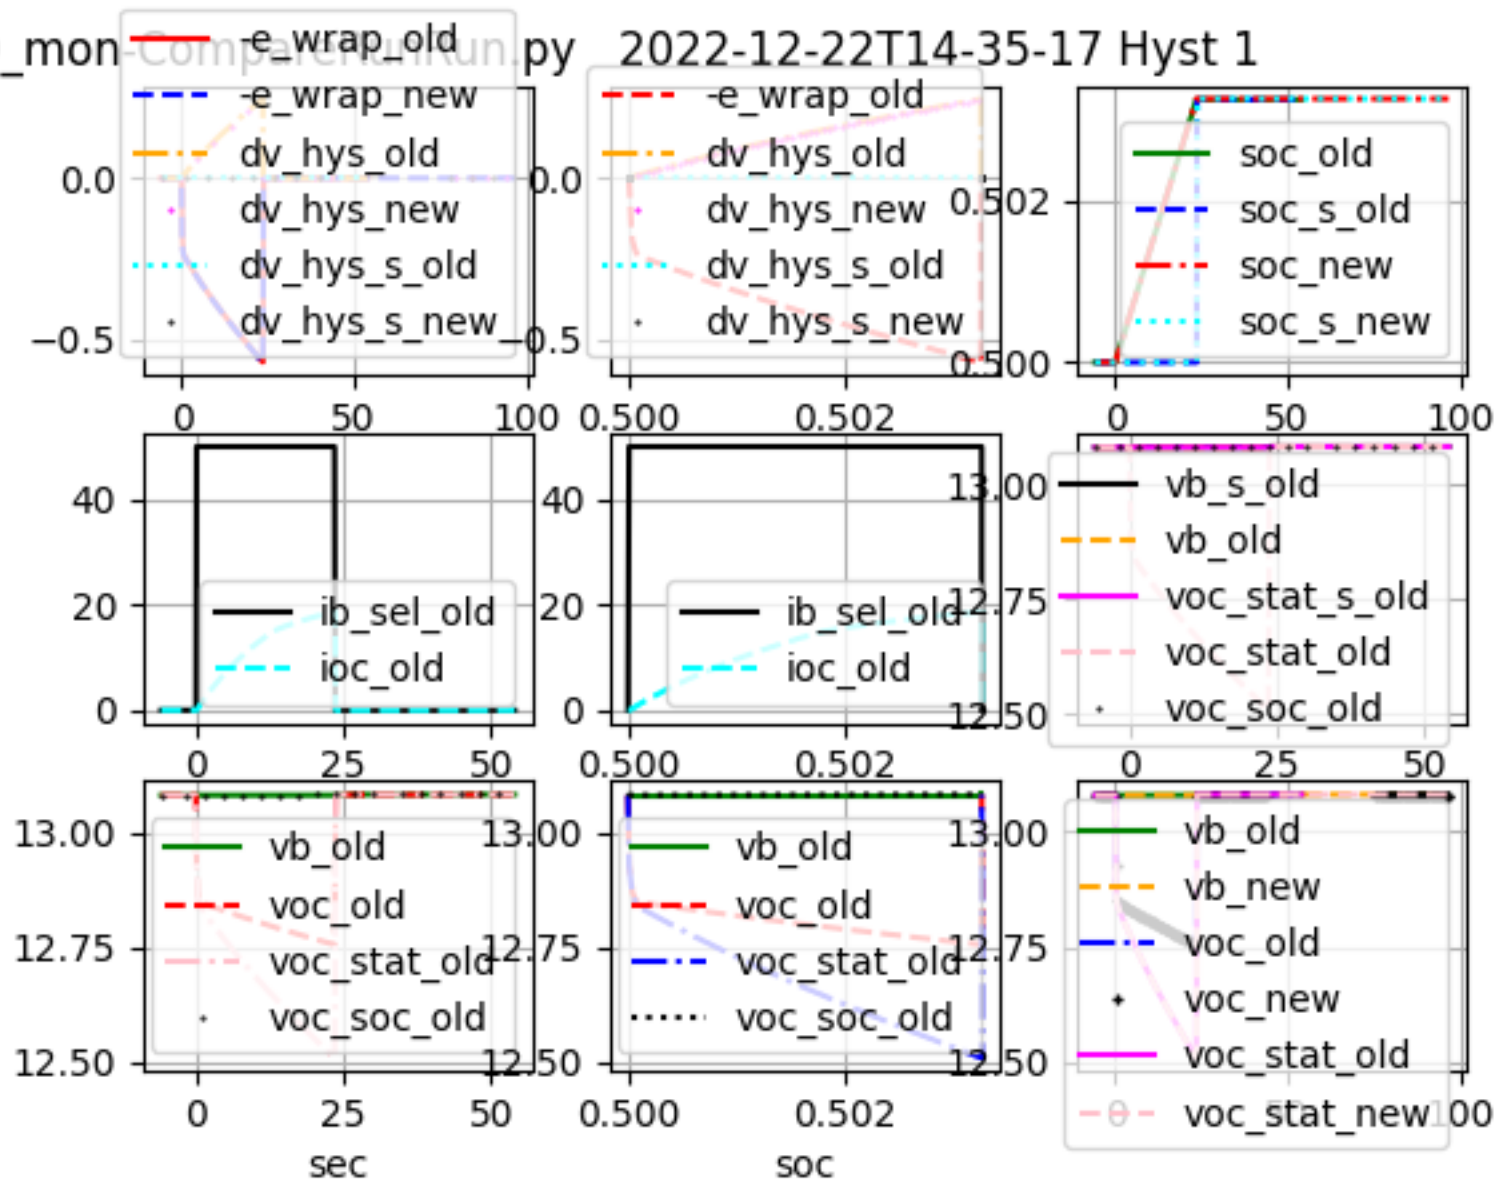 _mon-CompareRunRun.py 2022-12-22T14-35-17 Hyst 1
-e_wrap_old
-e_wrap_new
dv_hys_old
dv_hys_new
dv_hys_s_old
dv_hys_s_new
0.0
−0.5
0 50 100
-e_wrap_old
dv_hys_old
dv_hys_new
dv_hys_s_old
dv_hys_s_new
0.0
−0.5
0.500 0.502
soc_old
soc_s_old
soc_new
soc_s_new
0.502
0.500
0 50 100
40
20
0
ib_sel_old
ioc_old
0 25 50
40
20
0
ib_sel_old
ioc_old
0.500 0.502
13.00
12.75
12.50
vb_s_old
vb_old
voc_stat_s_old
voc_stat_old
voc_soc_old
0 25 50
13.00
12.75
12.50
vb_old
voc_old
voc_stat_old
voc_soc_old
0 25 50
sec
13.00
12.75
12.50
vb_old
voc_old
voc_stat_old
voc_soc_old
0.500 0.502
soc
13.00
12.75
12.50
vb_old
vb_new
voc_old
voc_new
voc_stat_old
voc_stat_new
0 50 100